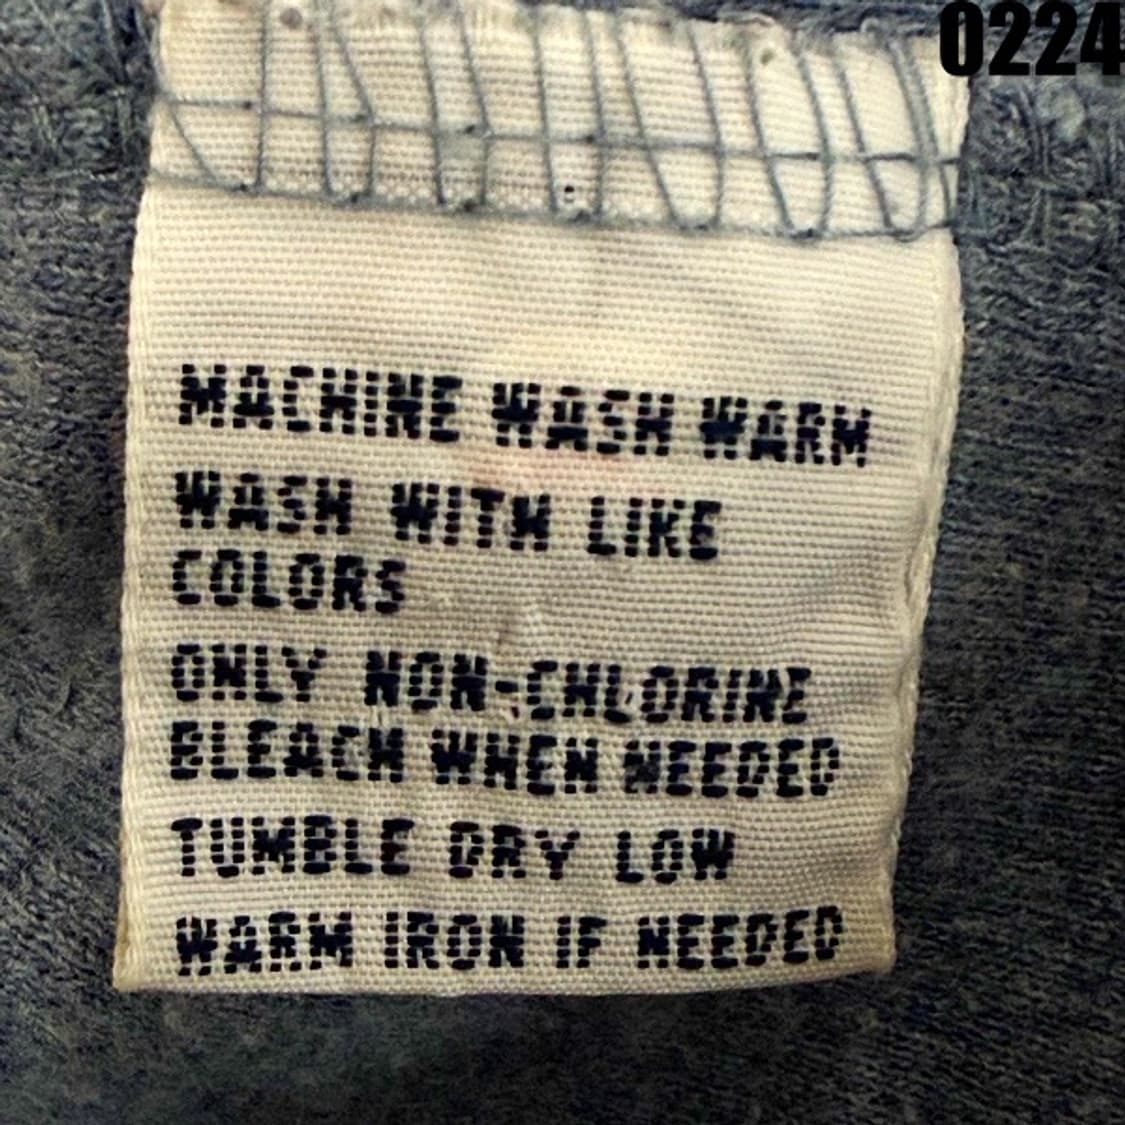 0224
MACHINE WASH WARM
WASH WITH LIKE
COLORS
ONLY NON-CHLORINE
BLEACH WHEN NEEDED
TUMBLE DRY LOW
WARM IRON IF NEEDED